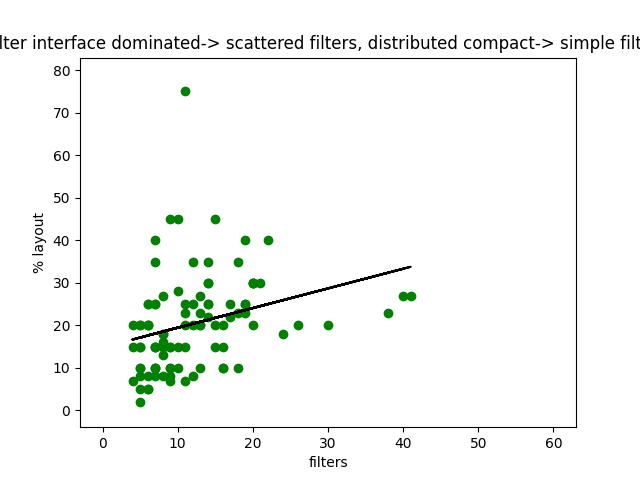 lter interface dominated-> scattered filters, distributed compact-> simple filt
80
70
60
50
40
30
20
10
0
% layout
0 10 20 30 40 50 60
filters